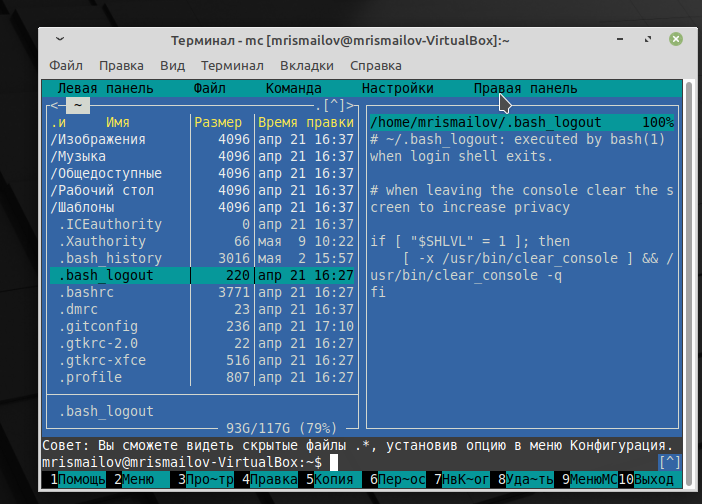 Терминал - mc [mrismailov@mrismailov-VirtualBox]:~
Файл Правка Вид Терминал Вкладки Справка
Левая панель Файл Команда Настройки Правая панель
<─ ~ ─.[^]>
.и Имя Размер Время правки
/Изображения 4096 апр 21 16:37
/Музыка 4096 апр 21 16:37
/Общедоступные 4096 апр 21 16:37
/Рабочий стол 4096 апр 21 16:37
/Шаблоны 4096 апр 21 16:37
.ICEauthority 0 апр 21 16:37
.Xauthority 66 мая 9 10:22
.bash_history 3016 мая 2 15:57
.bash_logout 220 апр 21 16:27
.bashrc 3771 апр 21 16:27
.dmrc 23 апр 21 16:37
.gitconfig 236 апр 21 17:10
.gtkrc-2.0 22 апр 21 16:27
.gtkrc-xfce 516 апр 21 16:27
.profile 807 апр 21 16:27
.bash_logout
93G/117G (79%)
/home/mrismailov/.bash_logout 100%
# ~/.bash_logout: executed by bash(1)
when login shell exits.
# when leaving the console clear the s
creen to increase privacy
if [ "$SHLVL" = 1 ]; then
[ -x /usr/bin/clear_console ] && /
usr/bin/clear_console -q
fi
Совет: Вы сможете видеть скрытые файлы .*, установив опцию в меню Конфигурация.
mrismailov@mrismailov-VirtualBox:~$ [^]
1Помощь 2Меню 3Про~тр 4Правка 5Копия 6Пер~ос 7НвК~ог 8Уда~ть 9МенюMC 10Выход